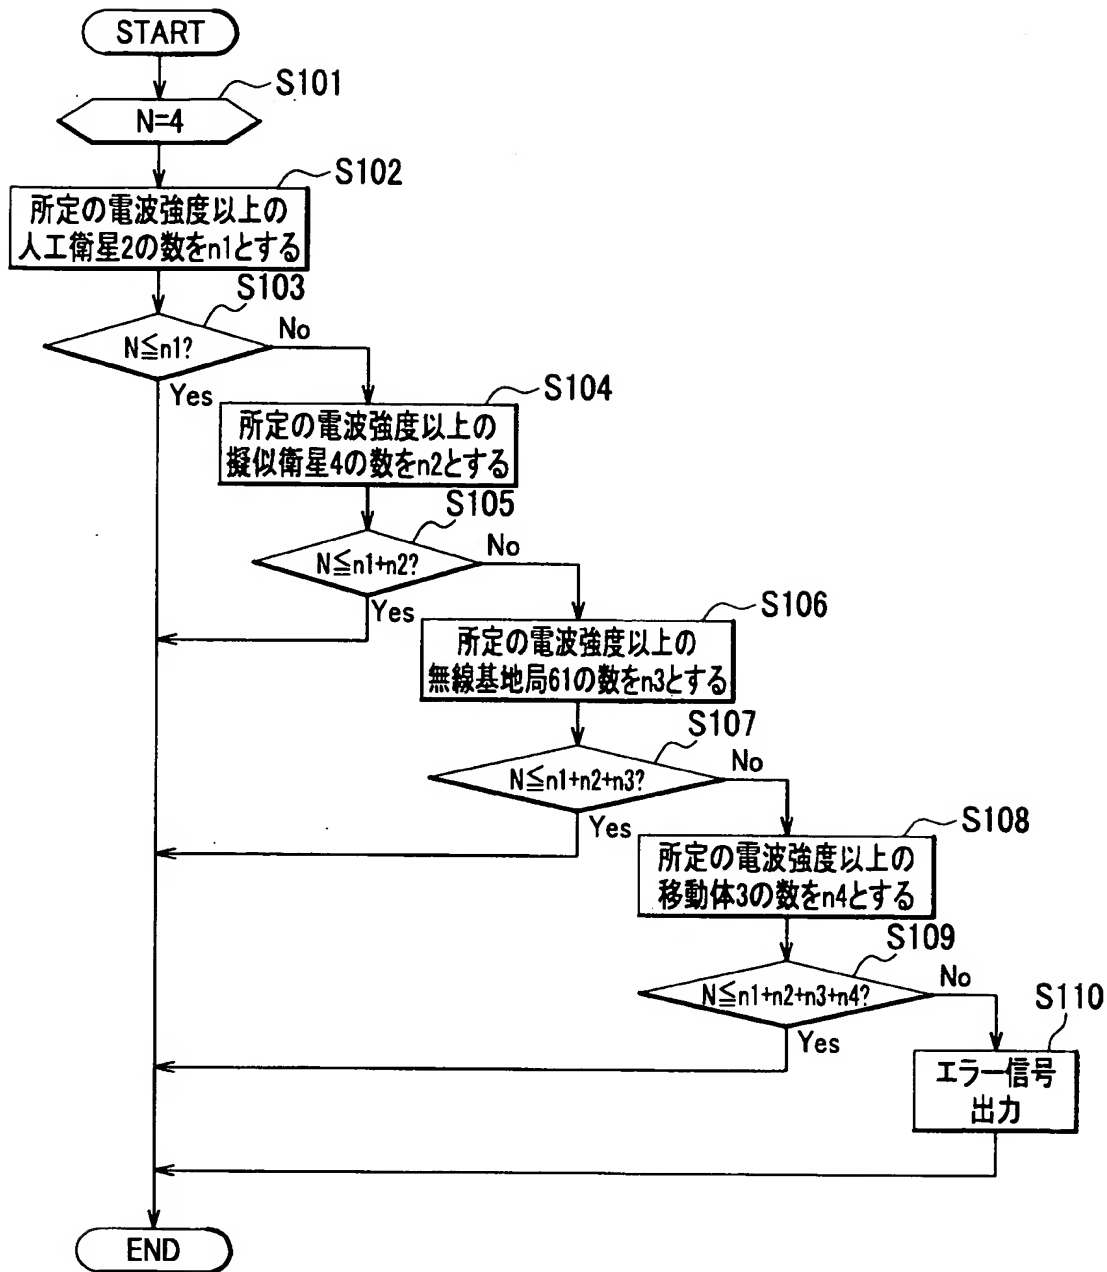 START
S101
N=4
S102
所定の電波強度以上の
人工衛星2の数をn1とする
S103
N≦n1?
No
Yes
S104
所定の電波強度以上の
擬似衛星4の数をn2とする
S105
N≦n1+n2?
No
Yes
S106
所定の電波強度以上の
無線基地局61の数をn3とする
S107
N≦n1+n2+n3?
No
Yes
S108
所定の電波強度以上の
移動体3の数をn4とする
S109
N≦n1+n2+n3+n4?
No
Yes
S110
エラー信号
出力
END